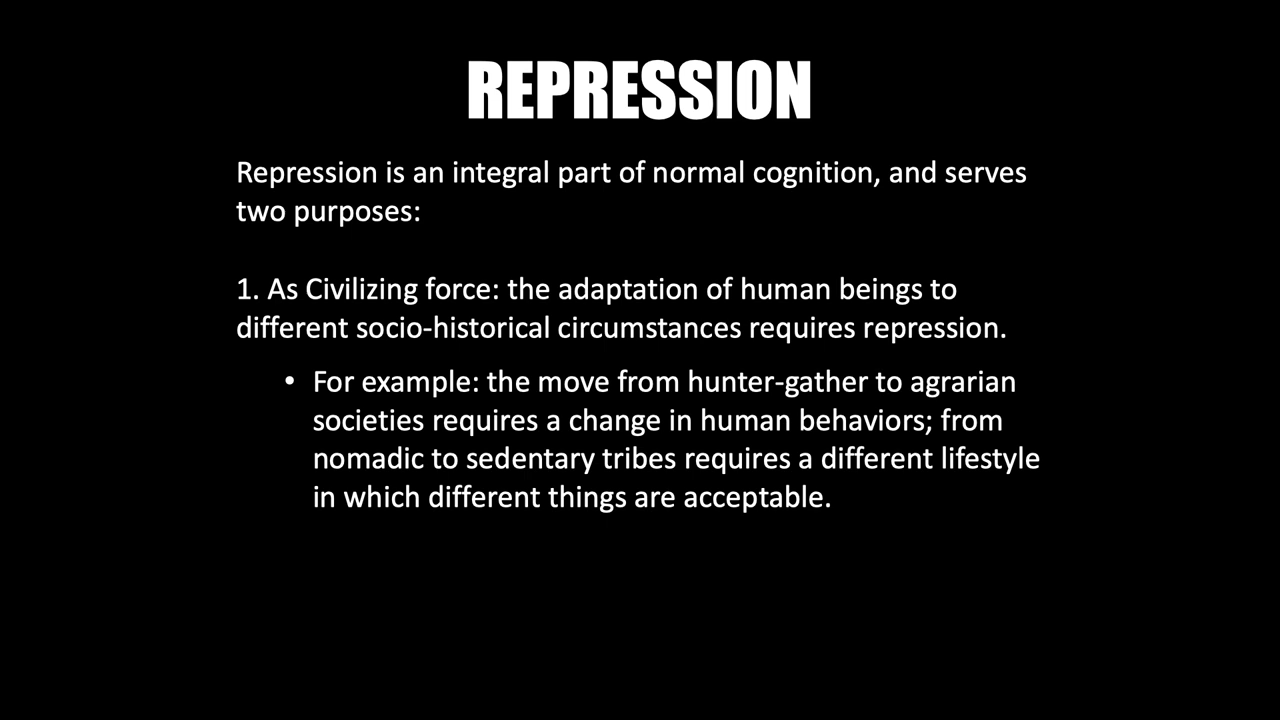 REPRESSION
Repression is an integral part of normal cognition, and serves
two purposes:
1. As Civilizing force: the adaptation of human beings to
different socio-historical circumstances requires repression.
• For example: the move from hunter-gather to agrarian
societies requires a change in human behaviors; from
nomadic to sedentary tribes requires a different lifestyle
in which different things are acceptable.